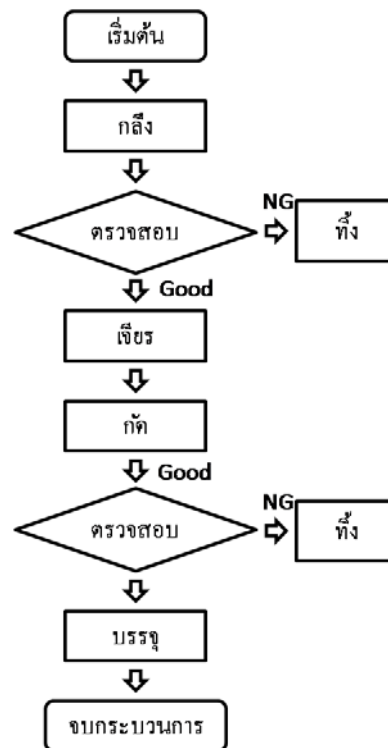 เริ่มต้น
กลึง
ตรวจสอบ
NG
ทิ้ง
Good
เจียร
กัด
Good
ตรวจสอบ
NG
ทิ้ง
บรรจุ
จบกระบวนการ